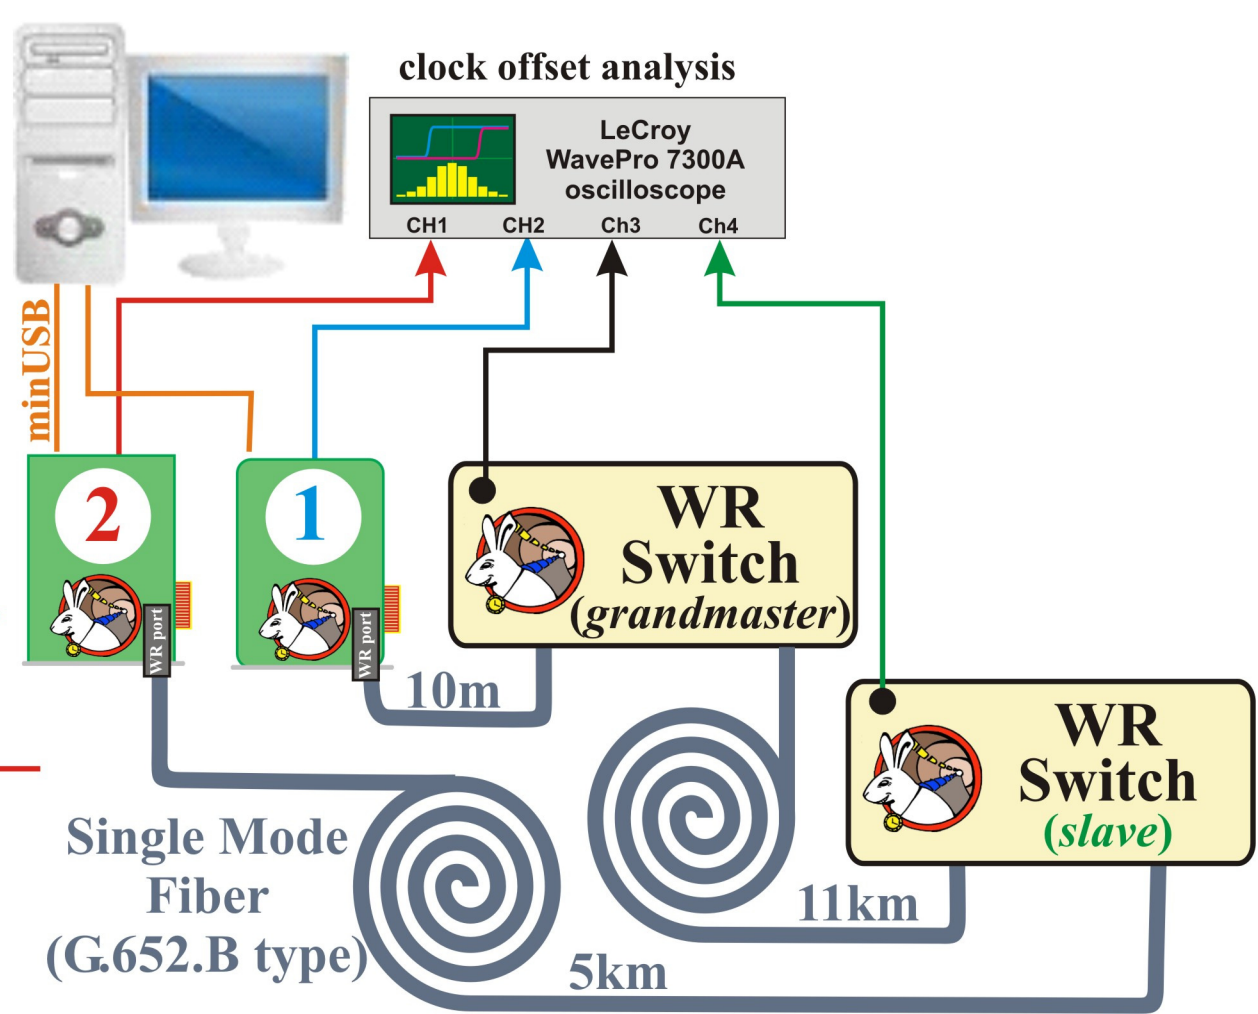 clock offset analysis
LeCroy
WavePro 7300A
oscilloscope
CH1 CH2 Ch3 Ch4
minUSB
2
1
WR port
WR port
WR
Switch
(grandmaster)
10m
WR
Switch
(slave)
Single Mode
Fiber
(G.652.B type)
11km
5km